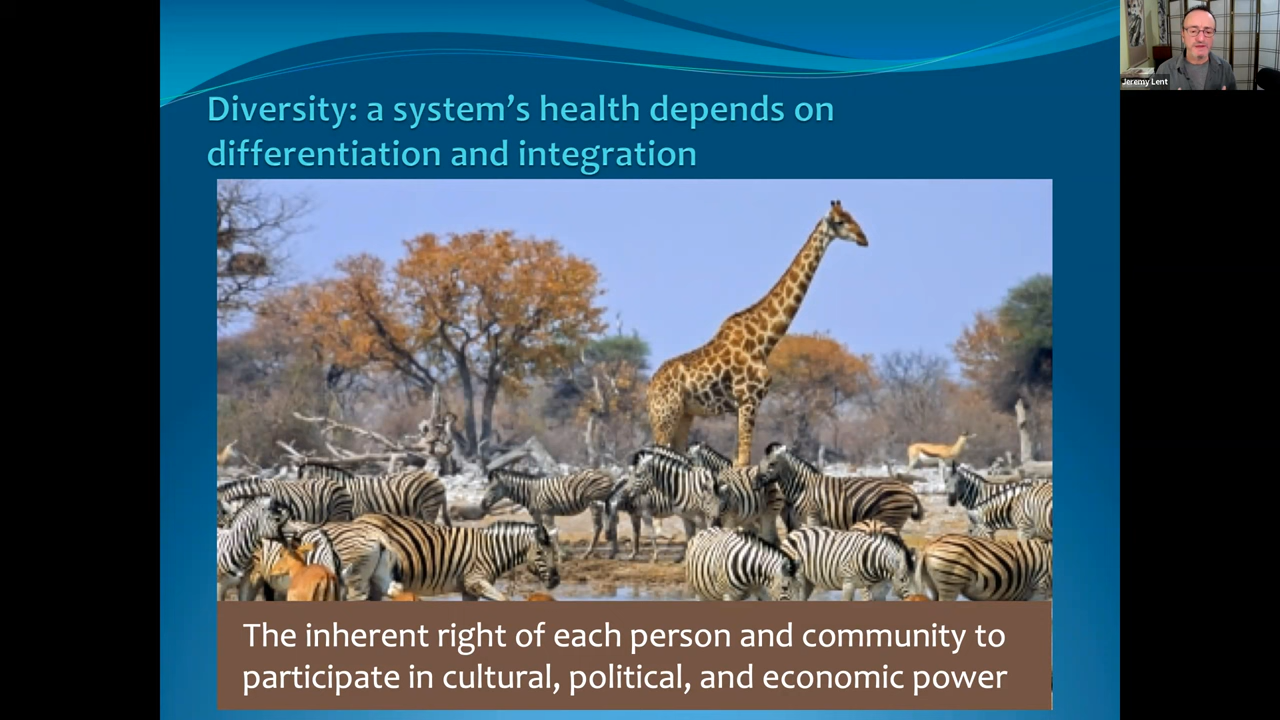 Diversity: a system's health depends on
differentiation and integration
The inherent right of each person and community to
participate in cultural, political, and economic power
Jeremy Lent